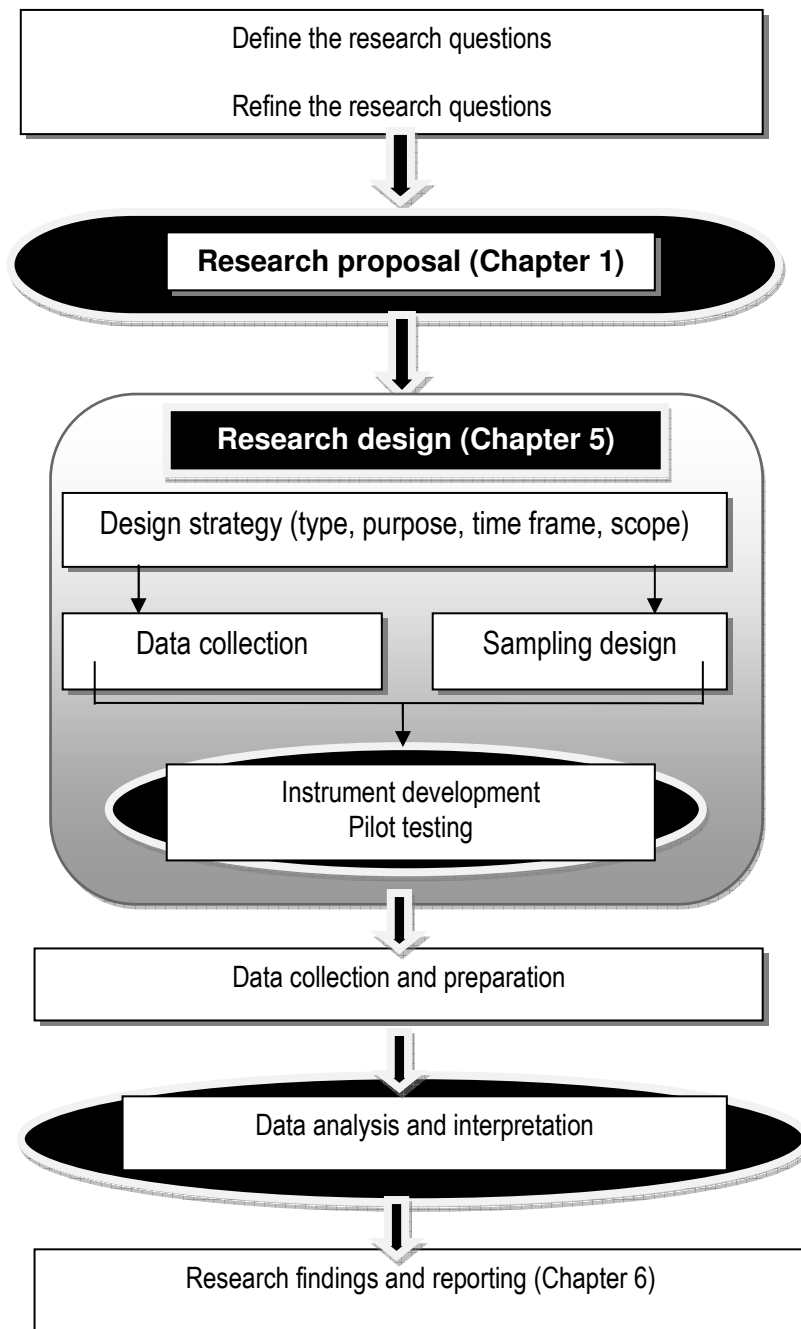 Define the research questions
Refine the research questions
Research proposal (Chapter 1)
Research design (Chapter 5)
Design strategy (type, purpose, time frame, scope)
Data collection
Sampling design
Instrument development
Pilot testing
Data collection and preparation
Data analysis and interpretation
Research findings and reporting (Chapter 6)